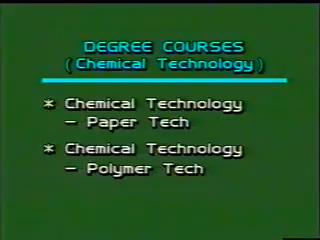 DEGREE COURSES
(Chemical Technology)
* Chemical Technology
– Paper Tech
* Chemical Technology
– Polymer Tech